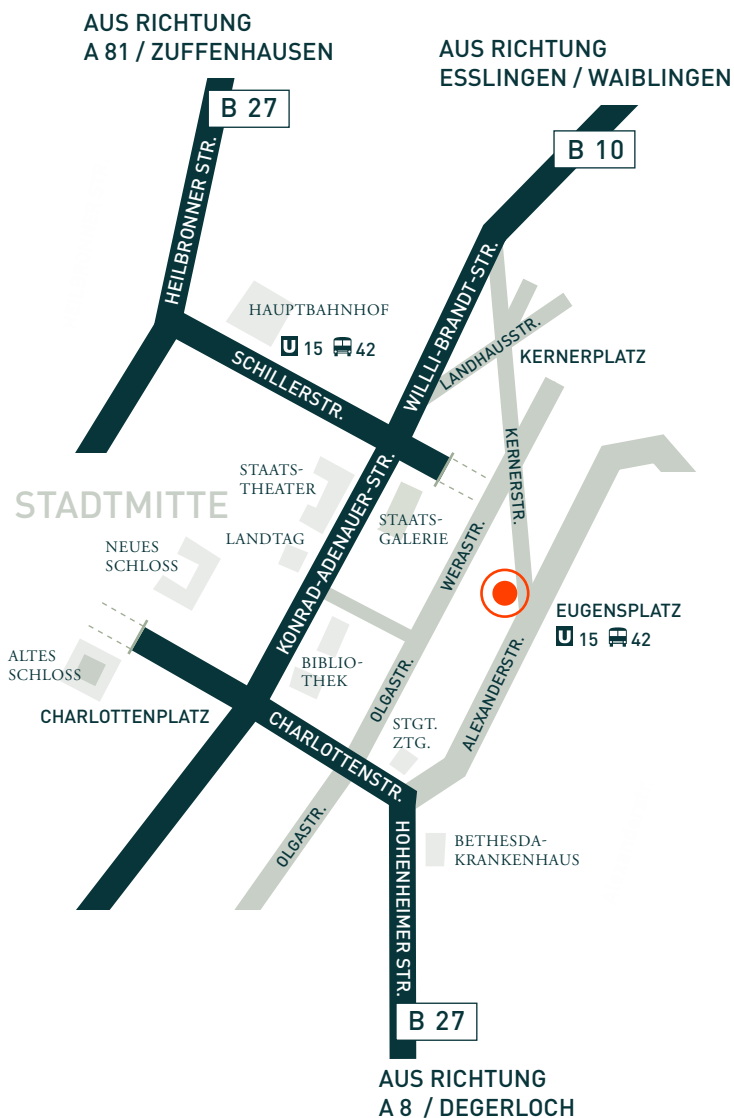 AUS RICHTUNG
A 81 / ZUFFENHAUSEN
AUS RICHTUNG
ESSLINGEN / WAIBLINGEN
B 27
B 10
HEILBRONNER STR.
WILLLI-BRANDT-STR.
HAUPTBAHNHOF
U 15 42
SCHILLERSTR.
LANDHAUSSTR.
KERNERPLATZ
KERNERSTR.
STAATS-
THEATER
STADTMITTE
KONRAD-ADENAUER-STR.
STAATS-
GALERIE
LANDTAG
NEUES
SCHLOSS
WERASTR.
EUGENSPLATZ
U 15 42
ALTES
SCHLOSS
BIBLIO-
THEK
OLGASTR.
ALEXANDERSTR.
CHARLOTTENPLATZ
CHARLOTTENSTR.
STGT.
ZTG.
OLGASTR.
HOHENHEIMER STR.
BETHESDA-
KRANKENHAUS
B 27
AUS RICHTUNG
A 8 / DEGERLOCH